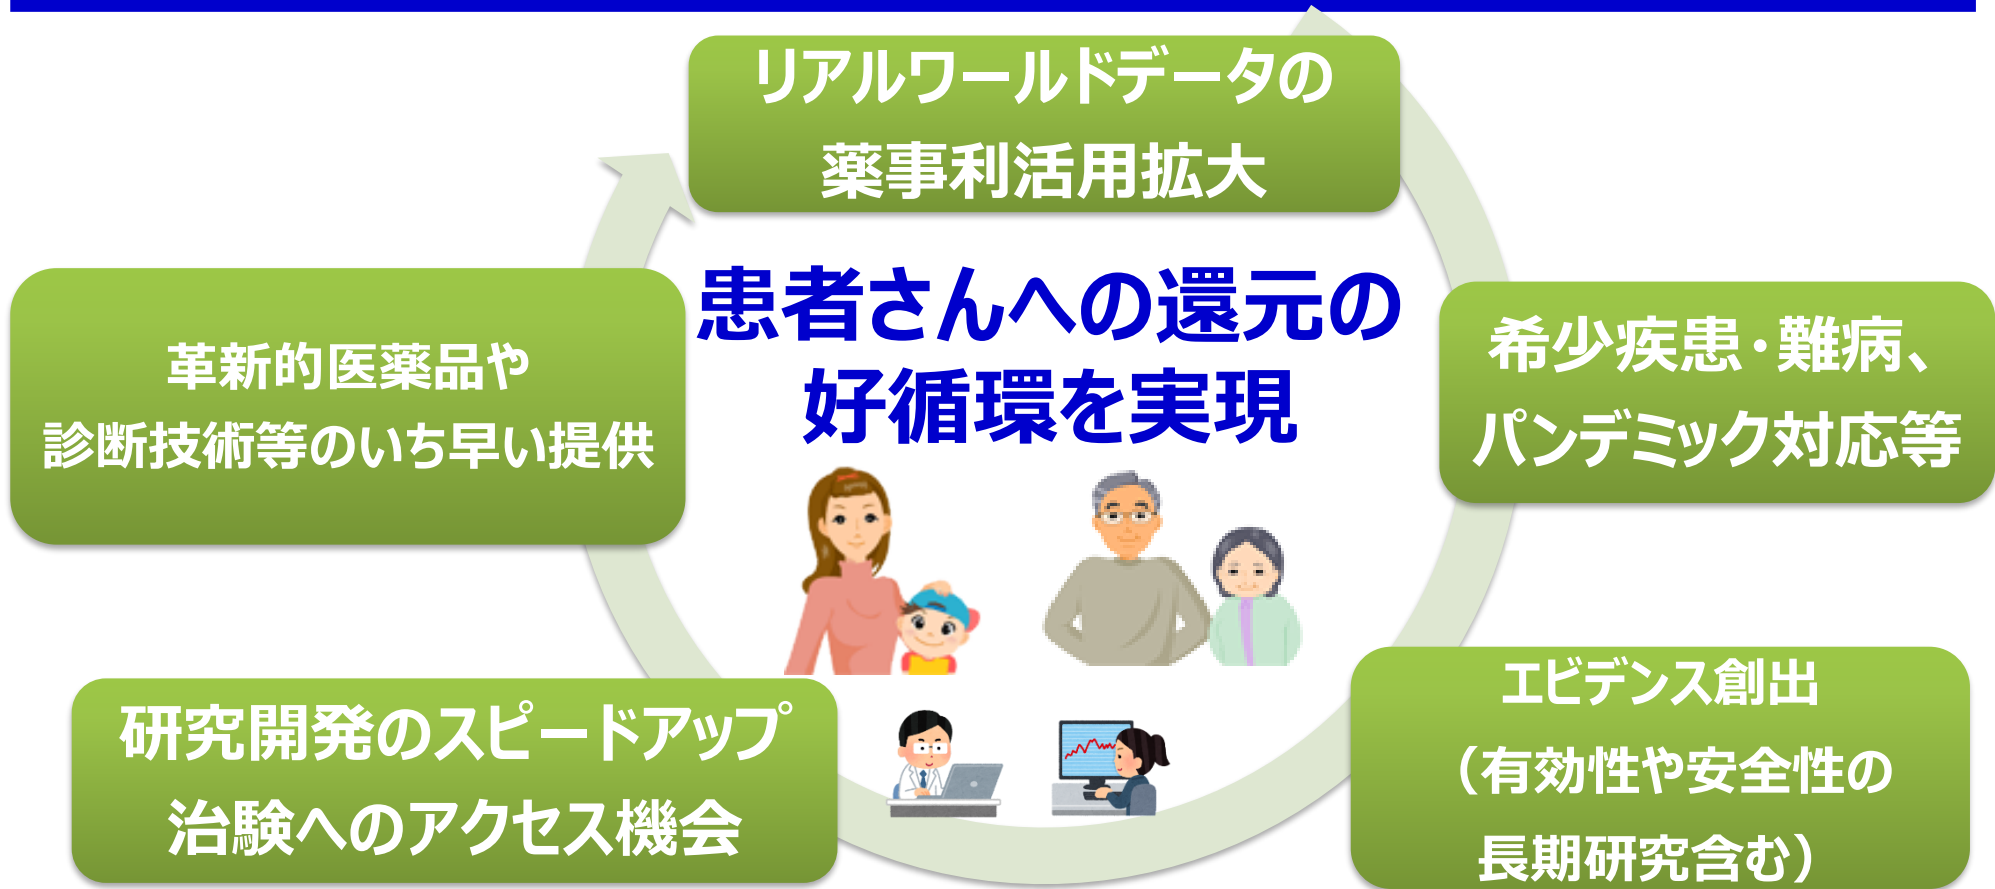 リアルワールドデータの
薬事利活用拡大
患者さんへの還元の
好循環を実現
希少疾患・難病、
パンデミック対応等
エビデンス創出
（有効性や安全性の
長期研究含む）
研究開発のスピードアップ
治験へのアクセス機会
革新的医薬品や
診断技術等のいち早い提供